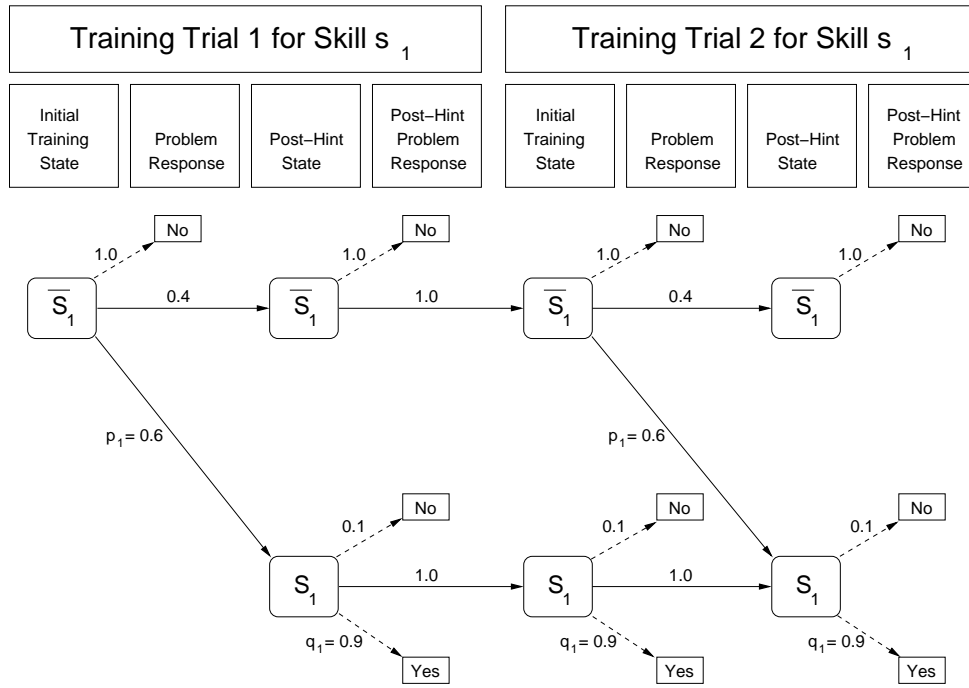 Training Trial 1 for Skill s 1
Training Trial 2 for Skill s 1
Initial
Training
State
Problem
Response
Post−Hint
State
Post−Hint
Problem
Response
Initial
Training
State
Problem
Response
Post−Hint
State
Post−Hint
Problem
Response
No
No
No
No
1.0
1.0
1.0
1.0
S̅1
0.4
S̅1
1.0
S̅1
0.4
S̅1
p1= 0.6
p1= 0.6
No
No
No
0.1
0.1
0.1
S1
1.0
S1
1.0
S1
q1= 0.9
q1= 0.9
q1= 0.9
Yes
Yes
Yes